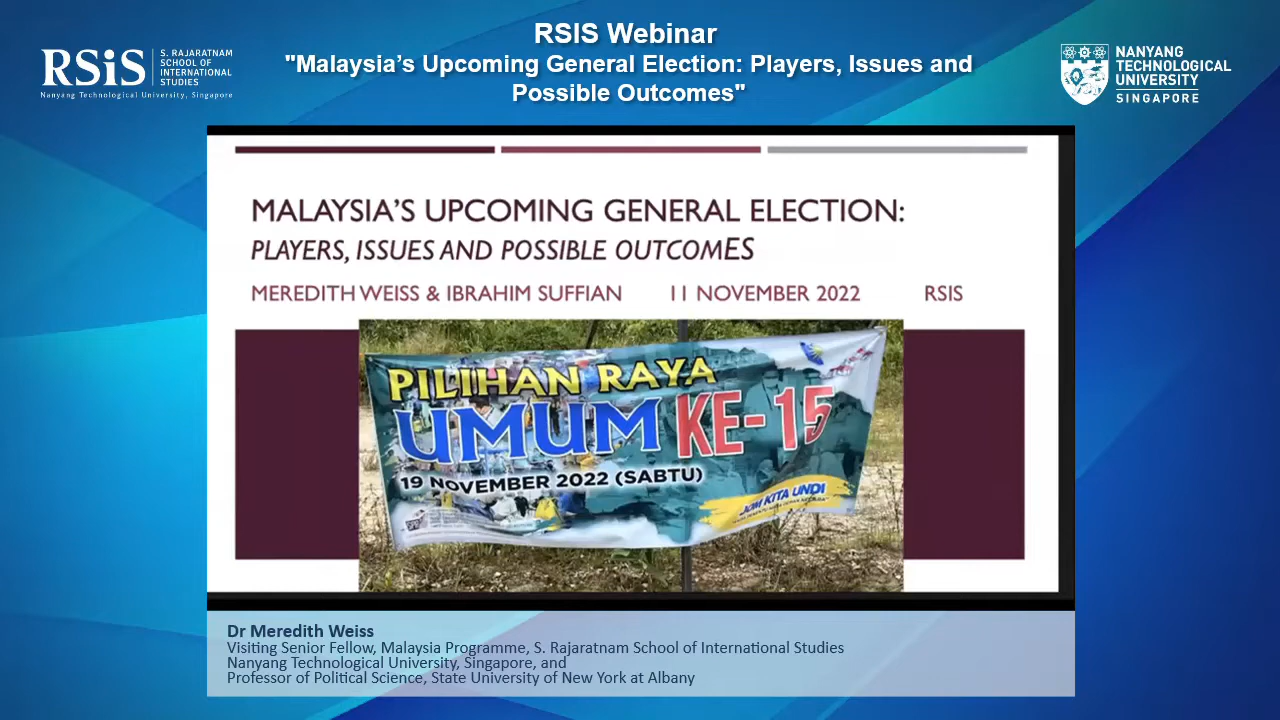 RSiS
S. RAJARATNAM
SCHOOL OF
INTERNATIONAL
STUDIES
Nanyang Technological University, Singapore
RSIS Webinar
"Malaysia’s Upcoming General Election: Players, Issues and
Possible Outcomes"
NANYANG
TECHNOLOGICAL
UNIVERSITY
SINGAPORE
MALAYSIA’S UPCOMING GENERAL ELECTION:
PLAYERS, ISSUES AND POSSIBLE OUTCOMES
MEREDITH WEISS & IBRAHIM SUFFIAN 11 NOVEMBER 2022 RSIS
PILIHAN RAYA
UMUM KE-15
19 NOVEMBER 2022 (SABTU)
JOM KITA UNDI
Dr Meredith Weiss
Visiting Senior Fellow, Malaysia Programme, S. Rajaratnam School of International Studies
Nanyang Technological University, Singapore, and
Professor of Political Science, State University of New York at Albany